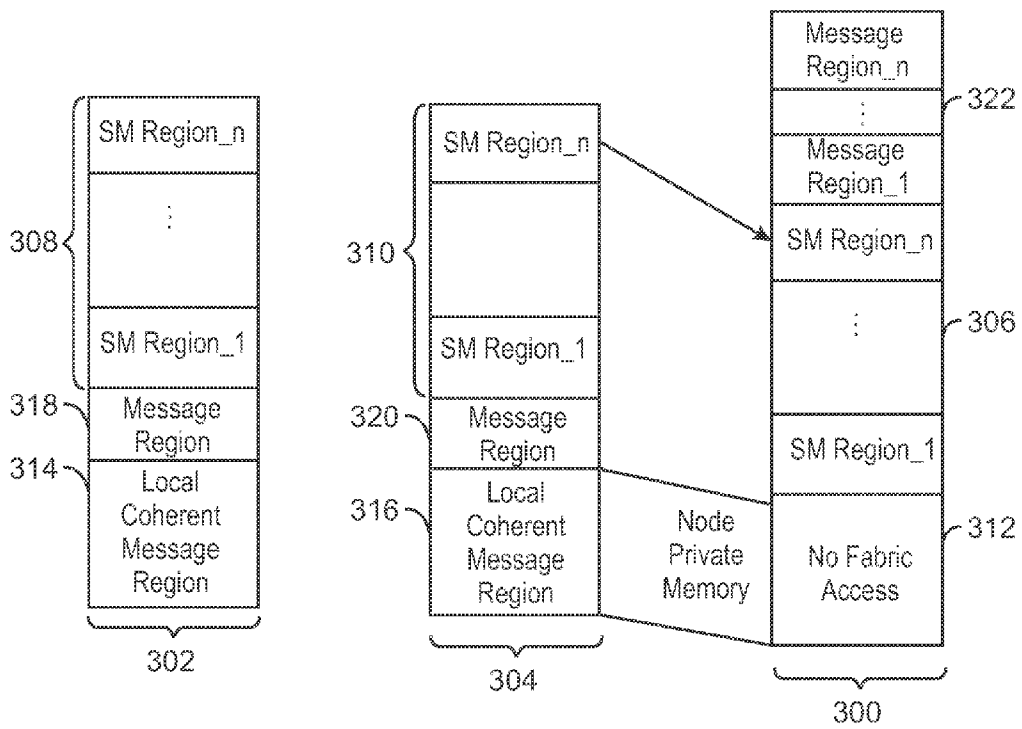 SM Region_n
⋮
308
SM Region_1
318
Message
Region
314
Local
Coherent
Message
Region
302
SM Region_n
310
SM Region_1
320
Message
Region
316
Local
Coherent
Message
Region
304
Node
Private
Memory
Message
Region_n
⋮
322
Message
Region_1
SM Region_n
⋮
306
SM Region_1
312
No Fabric
Access
300